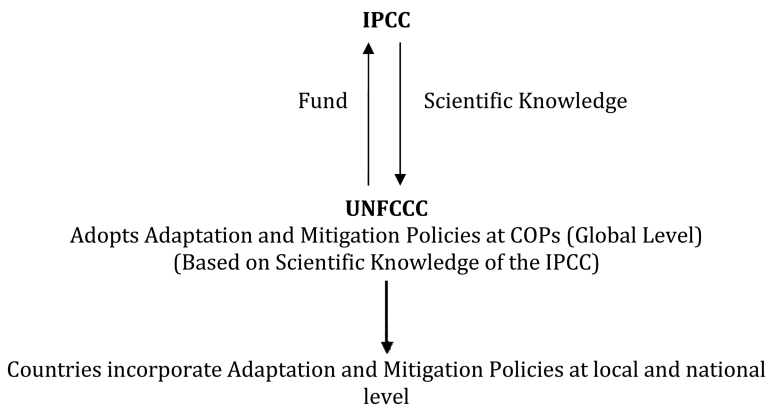 IPCC
Fund
Scientific Knowledge
UNFCCC
Adopts Adaptation and Mitigation Policies at COPs (Global Level)
(Based on Scientific Knowledge of the IPCC)
Countries incorporate Adaptation and Mitigation Policies at local and national
level